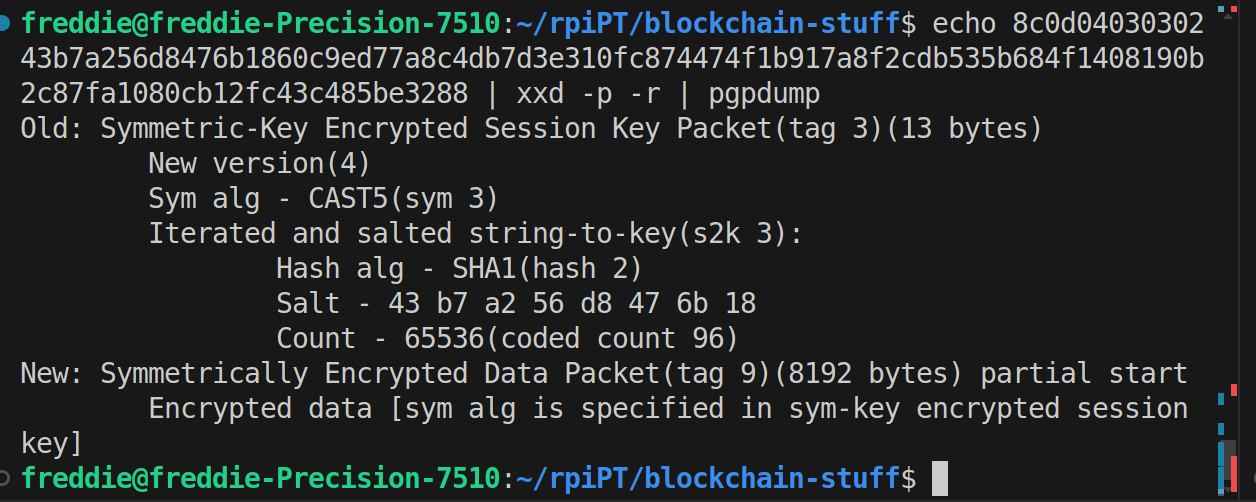 freddie@freddie-Precision-7510:~/rpiPT/blockchain-stuff$ echo 8c0d04030302
43b7a256d8476b1860c9ed77a8c4db7d3e310fc874474f1b917a8f2cdb535b684f1408190b
2c87fa1080cb12fc43c485be3288 | xxd -p -r | pgpdump
Old: Symmetric-Key Encrypted Session Key Packet(tag 3)(13 bytes)
        New version(4)
        Sym alg - CAST5(sym 3)
        Iterated and salted string-to-key(s2k 3):
                Hash alg - SHA1(hash 2)
                Salt - 43 b7 a2 56 d8 47 6b 18
                Count - 65536(coded count 96)
New: Symmetrically Encrypted Data Packet(tag 9)(8192 bytes) partial start
        Encrypted data [sym alg is specified in sym-key encrypted session
key]
freddie@freddie-Precision-7510:~/rpiPT/blockchain-stuff$